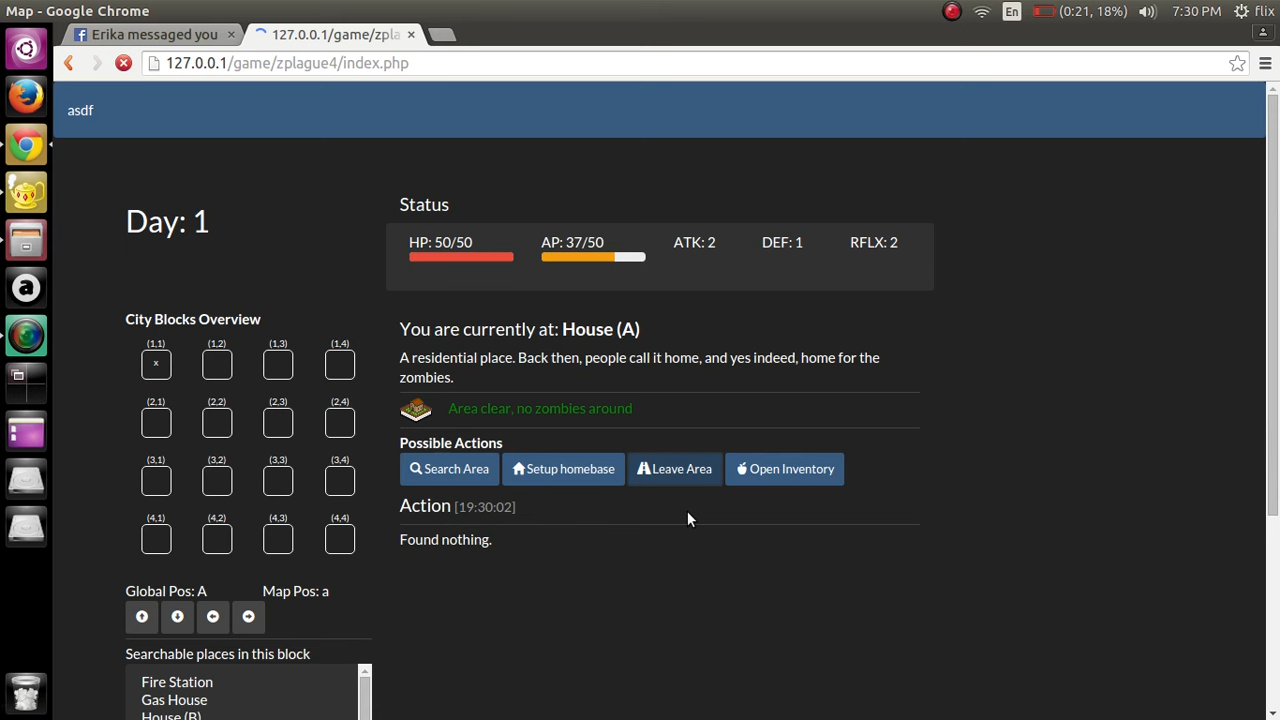 Map - Google Chrome
En
(0:21, 18%)
7:30 PM
flix
Erika messaged you
127.0.0.1/game/zpla
127.0.0.1/game/zplague4/index.php
asdf
Day: 1
Status
HP: 50/50
AP: 37/50
ATK: 2
DEF: 1
RFLX: 2
City Blocks Overview
(1,1) (1,2) (1,3) (1,4)
x
(2,1) (2,2) (2,3) (2,4)
(3,1) (3,2) (3,3) (3,4)
(4,1) (4,2) (4,3) (4,4)
Global Pos: A
Map Pos: a
Searchable places in this block
Fire Station
Gas House
House (B)
You are currently at: House (A)
A residential place. Back then, people call it home, and yes indeed, home for the
zombies.
Area clear, no zombies around
Possible Actions
Search Area
Setup homebase
Leave Area
Open Inventory
Action [19:30:02]
Found nothing.